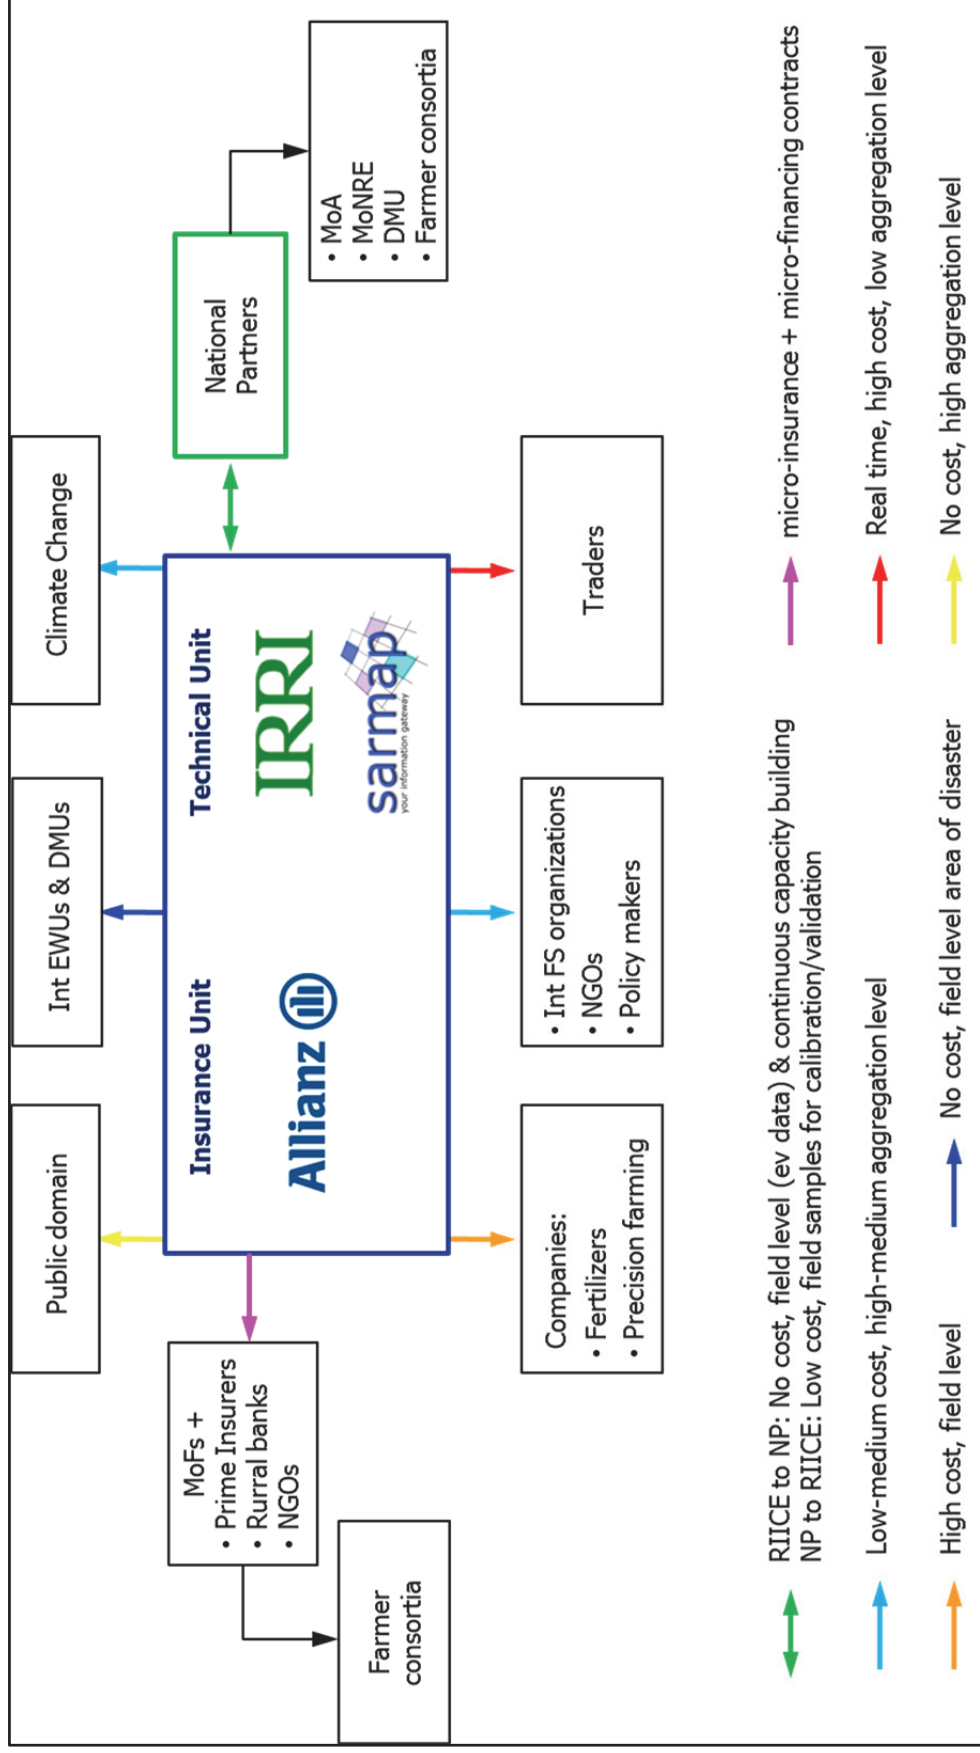 Public domain
Int EWUs & DMUs
Climate Change
MoFs +
• Prime Insurers
• Rurral banks
• NGOs
Farmer
consortia
Insurance Unit
Allianz
Technical Unit
IRRI
sarmap
your information gateway
National
Partners
• MoA
• MoNRE
• DMU
• Farmer consortia
Companies:
• Fertilizers
• Precision farming
• Int FS organizations
• NGOs
• Policy makers
Traders
RIICE to NP: No cost, field level (ev data) & continuous capacity building
NP to RIICE: Low cost, field samples for calibration/validation
micro-insurance + micro-financing contracts
Low-medium cost, high-medium aggregation level
Real time, high cost, low aggregation level
High cost, field level
No cost, field level area of disaster
No cost, high aggregation level